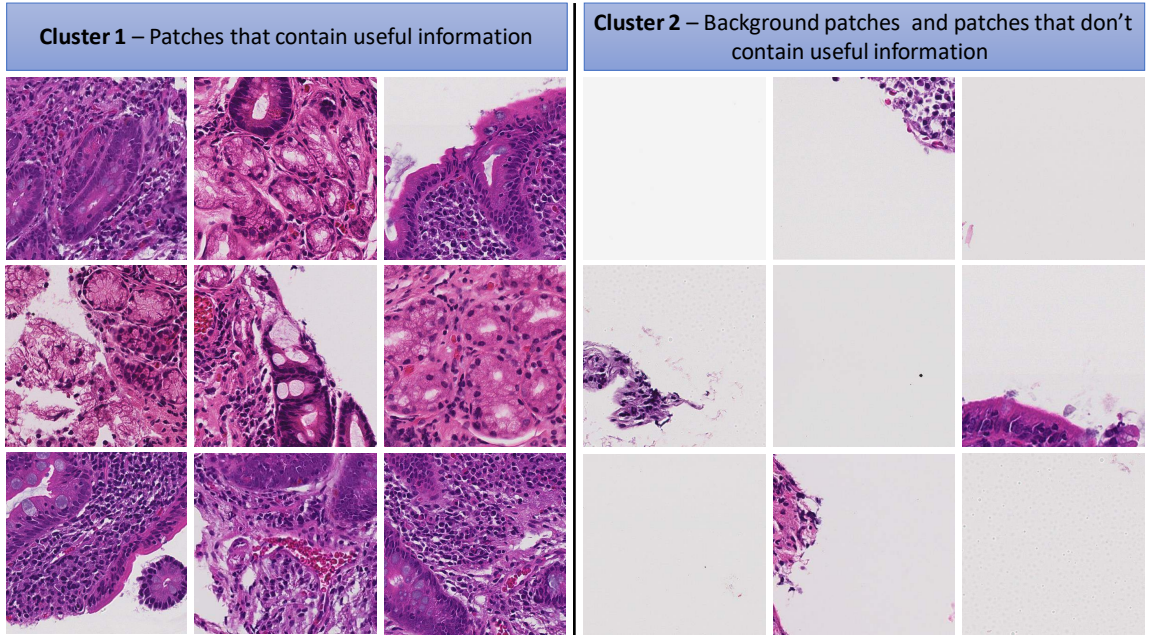 Cluster 1 – Patches that contain useful information
Cluster 2 – Background patches and patches that don’t
contain useful information